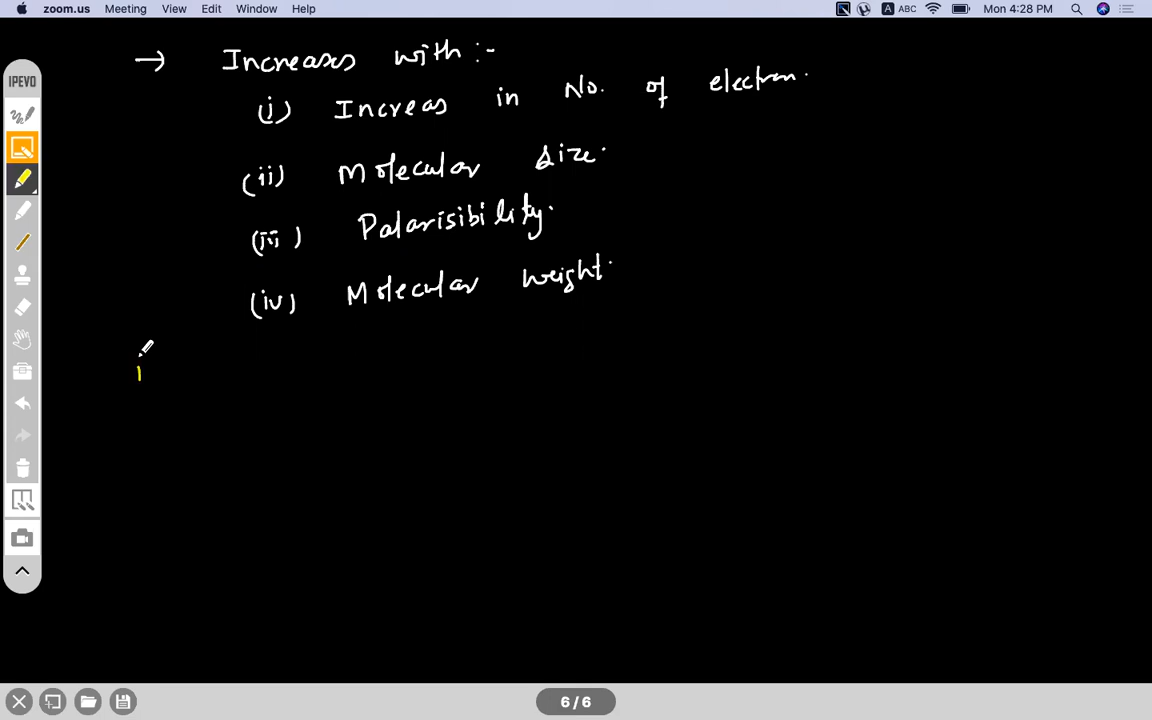 zoom.us Meeting View Edit Window Help ABC Mon 4:28 PM
IPEVO
→ Increases with :-
(i) Increas in No. of electron.
(ii) Molecular size.
(iii) Polarisibility.
(iv) Molecular weight.
6 / 6